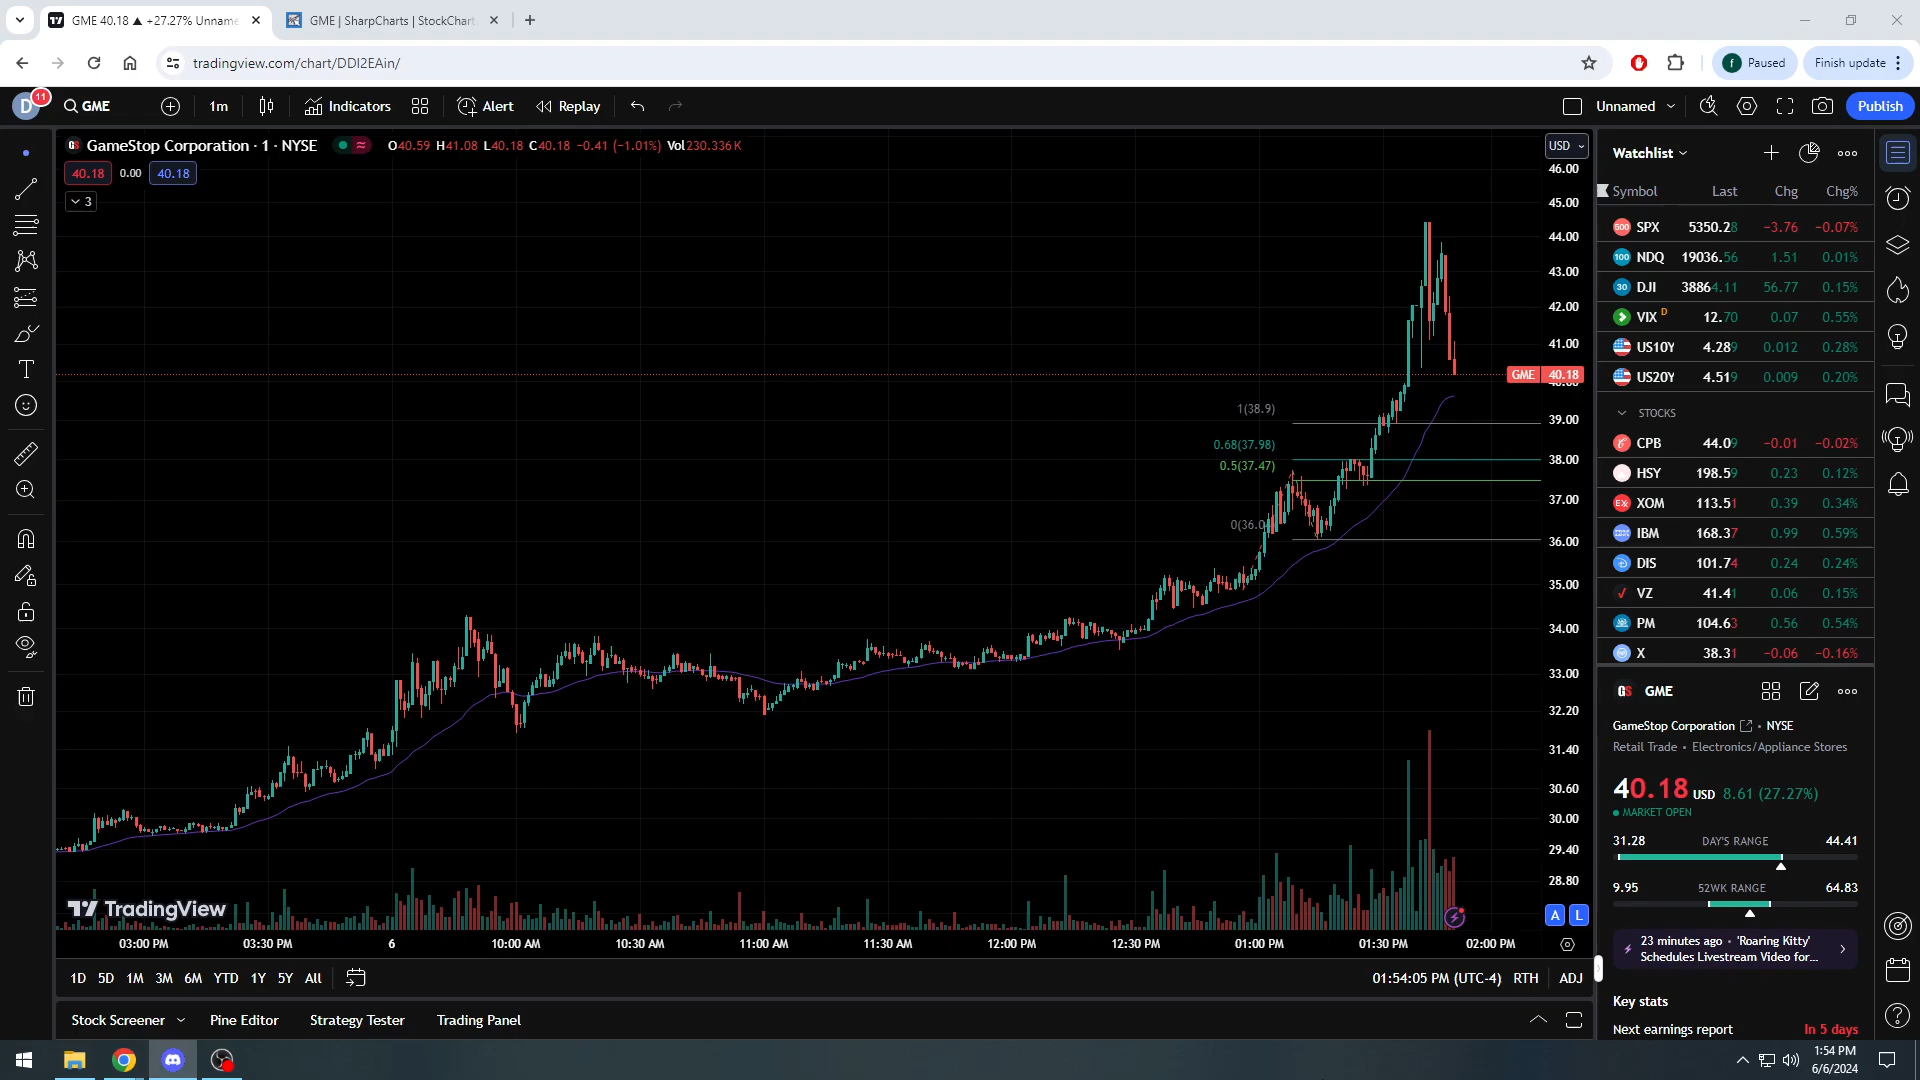 GME 40.18 ▲ +27.27% Unname
GME | SharpCharts | StockChart
tradingview.com/chart/DDI2EAin/
Paused
Finish update
D 11
GME
1m
Indicators
Alert
Replay
Unnamed
Publish
GameStop Corporation · 1 · NYSE
O40.59 H41.08 L40.18 C40.18 −0.41 (−1.01%) Vol230.336K
40.18 0.00 40.18
3
USD
46.00
45.00
44.00
43.00
42.00
41.00
GME 40.18
39.00
38.00
37.00
36.00
35.00
34.00
33.00
32.20
31.40
30.60
30.00
29.40
28.80
1(38.9)
0.68(37.98)
0.5(37.47)
0(36.0
TradingView
A L
03:00 PM 03:30 PM 6 10:00 AM 10:30 AM 11:00 AM 11:30 AM 12:00 PM 12:30 PM 01:00 PM 01:30 PM 02:00 PM
1D 5D 1M 3M 6M YTD 1Y 5Y All
01:54:05 PM (UTC-4) RTH ADJ
Stock Screener Pine Editor Strategy Tester Trading Panel
Watchlist
Symbol Last Chg Chg%
SPX 5350.28 −3.76 −0.07%
NDQ 19036.56 1.51 0.01%
DJI 38864.11 56.77 0.15%
VIX D 12.70 0.07 0.55%
US10Y 4.289 0.012 0.28%
US20Y 4.519 0.009 0.20%
STOCKS
CPB 44.09 −0.01 −0.02%
HSY 198.59 0.23 0.12%
XOM 113.51 0.39 0.34%
IBM 168.37 0.99 0.59%
DIS 101.74 0.24 0.24%
VZ 41.41 0.06 0.15%
PM 104.63 0.56 0.54%
X 38.31 −0.06 −0.16%
GME
GameStop Corporation • NYSE
Retail Trade • Electronics/Appliance Stores
40.18 USD 8.61 (27.27%)
MARKET OPEN
31.28 DAY'S RANGE 44.41
9.95 52WK RANGE 64.83
23 minutes ago • 'Roaring Kitty'
Schedules Livestream Video for...
Key stats
Next earnings report In 5 days
1:54 PM
6/6/2024